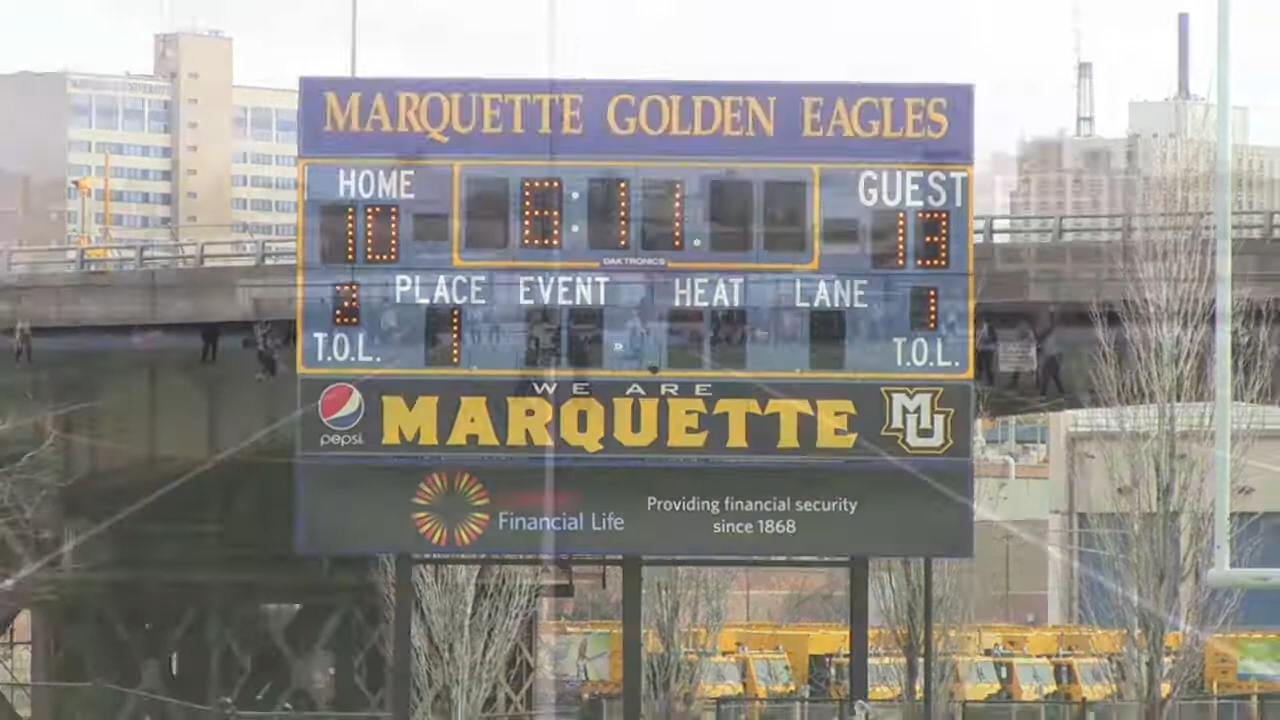 MARQUETTE GOLDEN EAGLES
HOME
6:11.
GUEST
10
13
DAKTRONICS
2
PLACE EVENT HEAT LANE
1
T.O.L.
1
T.O.L.
WE ARE
pepsi
MARQUETTE
MU
Financial Life
Providing financial security
since 1868